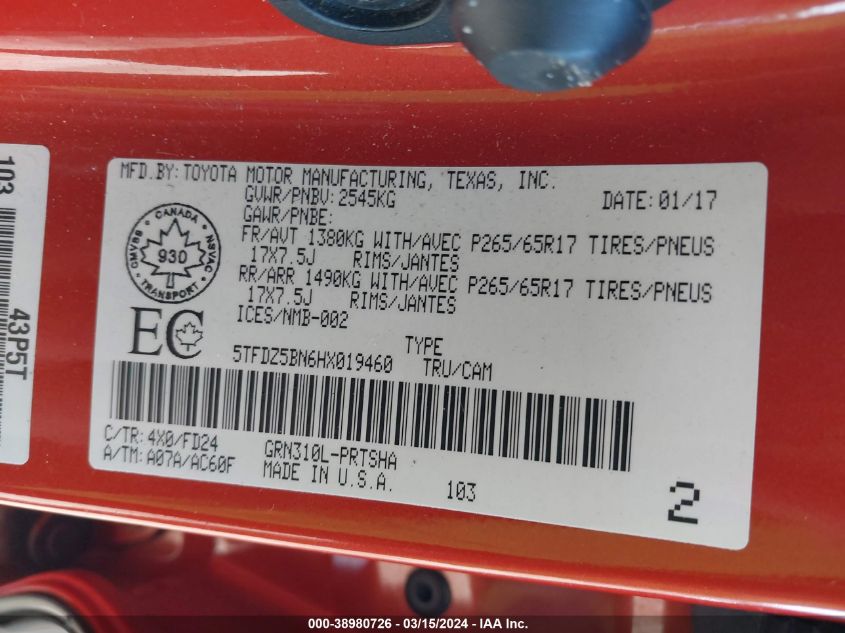 MFD.BY: TOYOTA MOTOR MANUFACTURING, TEXAS, INC.
GVWR/PNBV: 2545KG DATE: 01/17
GAWR/PNBE:
FR/AVT 1380KG WITH/AVEC P265/65R17 TIRES/PNEUS
17X7.5J RIMS/JANTES
RR/ARR 1490KG WITH/AVEC P265/65R17 TIRES/PNEUS
17X7.5J RIMS/JANTES
ICES/NMB-002
CANADA
CMVSS
NSVAC
930
TRANSPORT
EC
5TFDZ5BN6HX019460 TYPE
TRU/CAM
C/TR: 4X0/FD24 GRN310L-PRTSHA
A/TM: A07A/AC60F MADE IN U.S.A. 103
2
103
43P5T
000-38980726 — 03/15/2024 — IAA Inc.